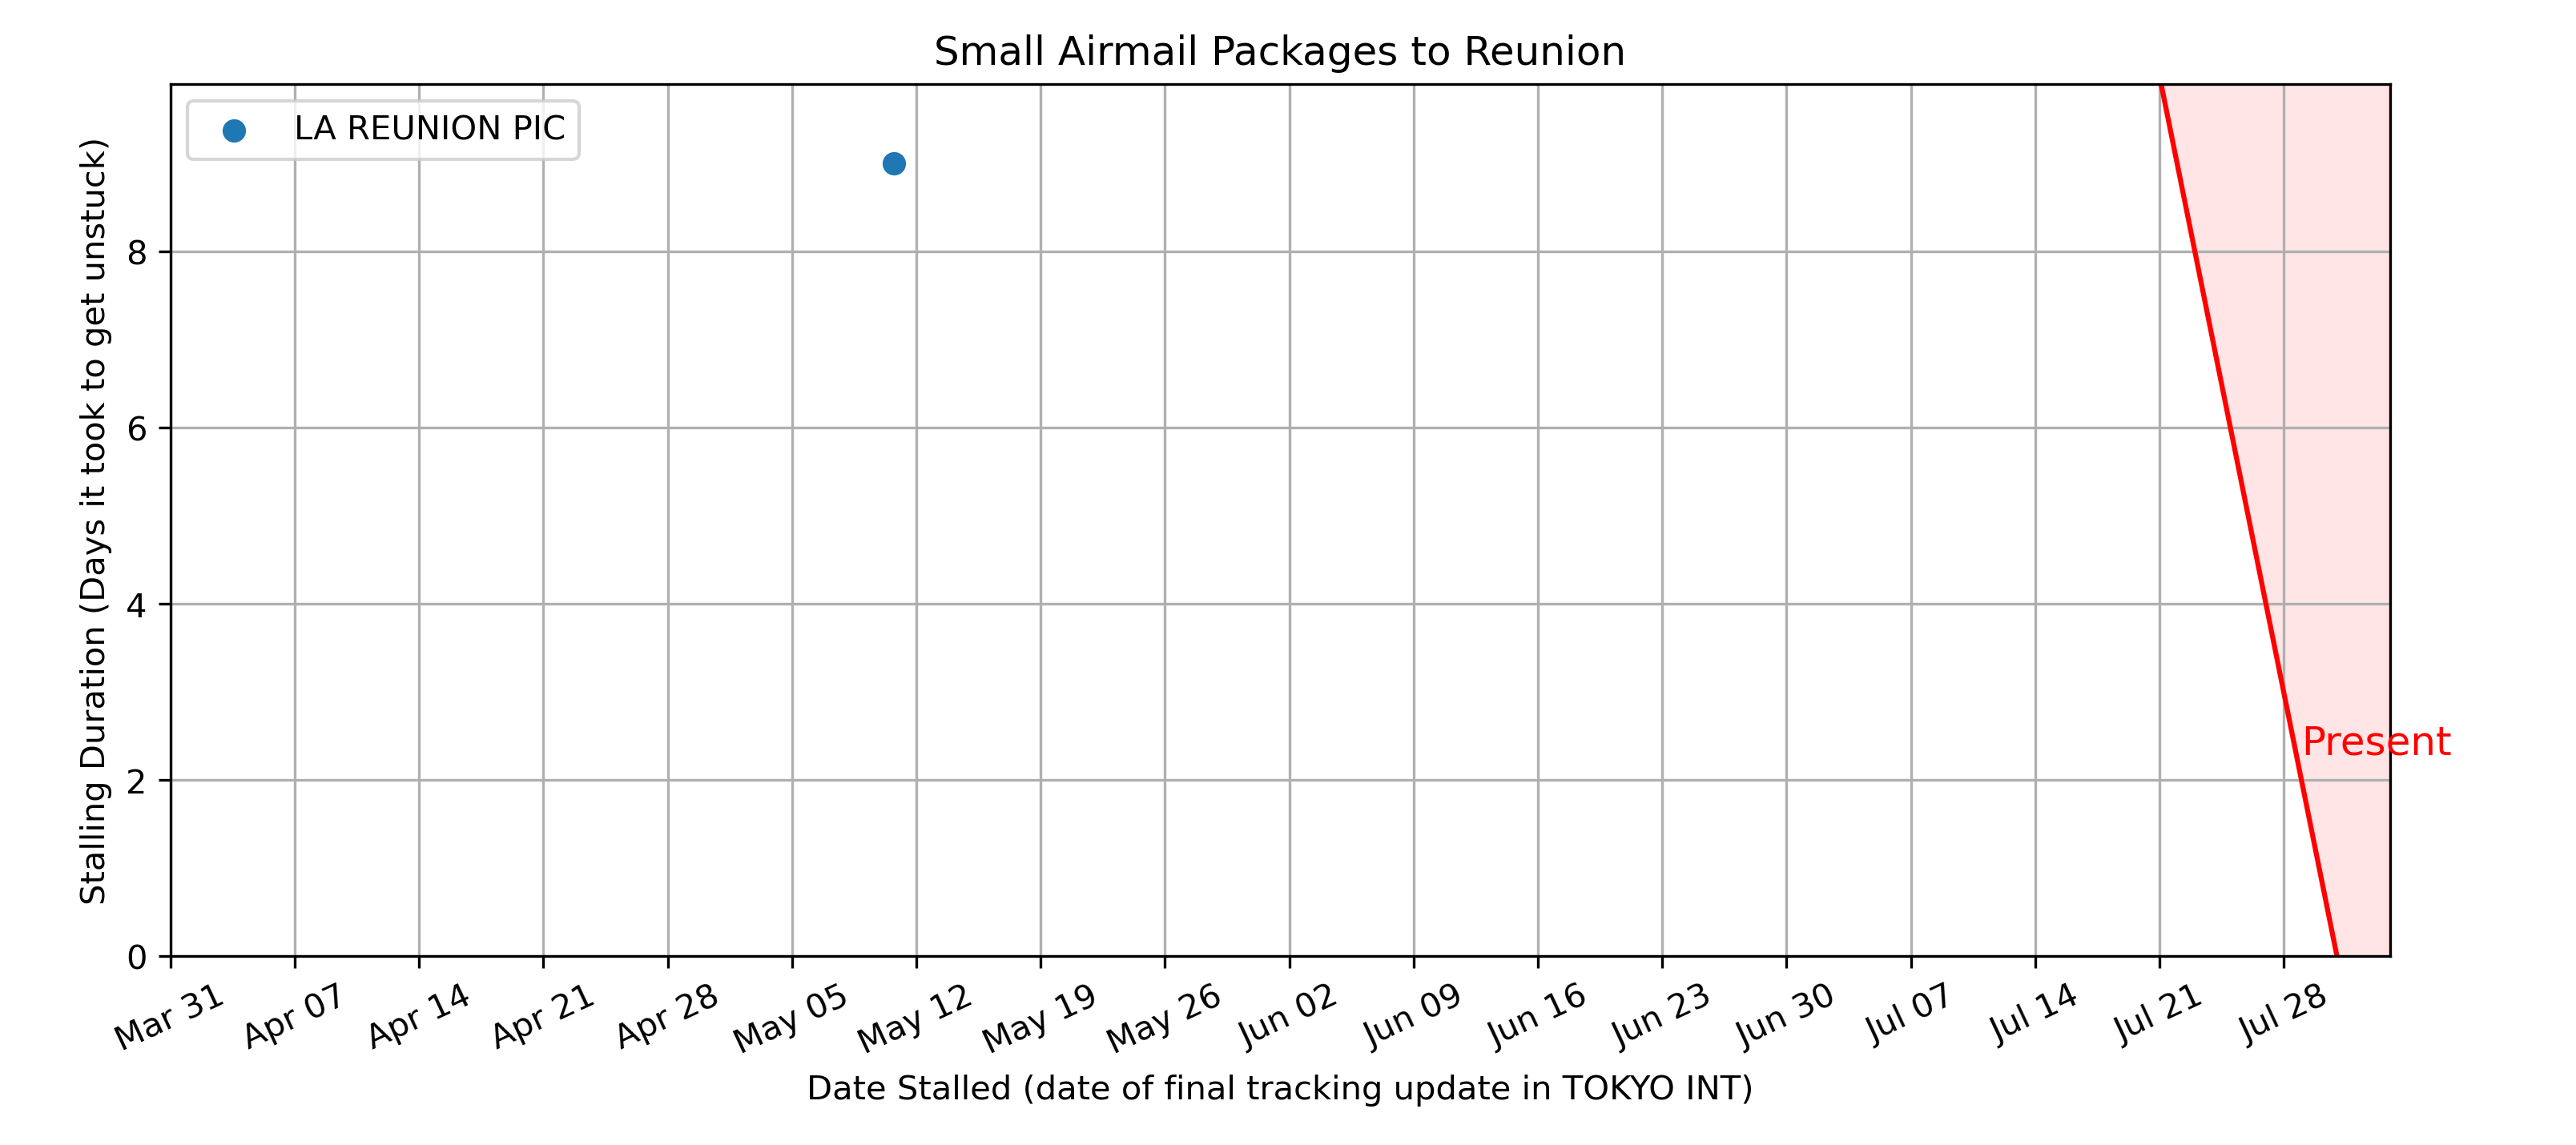 Small Airmail Packages to Reunion
LA REUNION PIC
Stalling Duration (Days it took to get unstuck)
8
6
4
2
0
Present
Mar 31
Apr 07
Apr 14
Apr 21
Apr 28
May 05
May 12
May 19
May 26
Jun 02
Jun 09
Jun 16
Jun 23
Jun 30
Jul 07
Jul 14
Jul 21
Jul 28
Date Stalled (date of final tracking update in TOKYO INT)